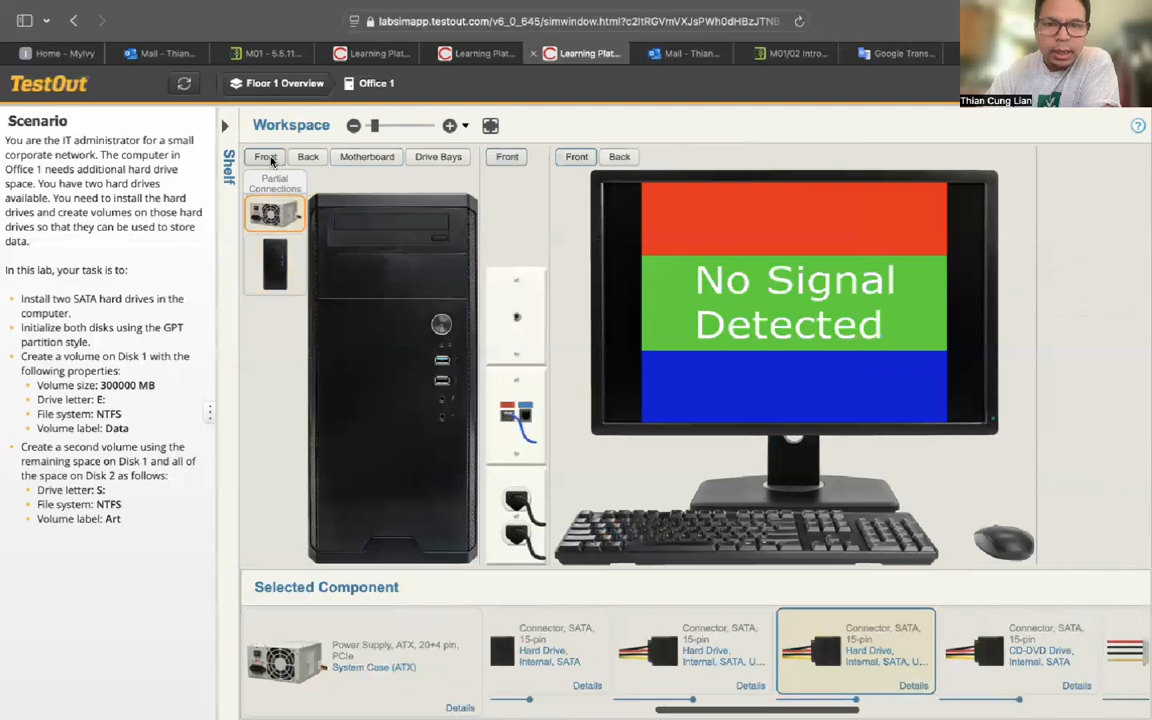 labsimapp.testout.com/v6_0_645/simwindow.html?c2ltRGVmVXJsPWh0dHBzJTNB
Home - MyIvy
Mail - Thian...
M01 - 5.5.11...
Learning Plat...
Learning Plat...
Learning Plat...
Mail - Thian...
M01/02 Intro...
Google Trans...
Thian Cung Lian
TestOut
Floor 1 Overview
Office 1
Scenario
You are the IT administrator for a small
corporate network. The computer in
Office 1 needs additional hard drive
space. You have two hard drives
available. You need to install the hard
drives and create volumes on those hard
drives so that they can be used to store
data.
In this lab, your task is to:
Install two SATA hard drives in the
computer.
Initialize both disks using the GPT
partition style.
Create a volume on Disk 1 with the
following properties:
Volume size: 300000 MB
Drive letter: E:
File system: NTFS
Volume label: Data
Create a second volume using the
remaining space on Disk 1 and all of
the space on Disk 2 as follows:
Drive letter: S:
File system: NTFS
Volume label: Art
Shelf
Workspace
Front
Back
Motherboard
Drive Bays
Front
Front
Back
Partial
Connections
No Signal
Detected
Selected Component
Power Supply, ATX, 20+4 pin,
PCIe
System Case (ATX)
Details
Connector, SATA,
15-pin
Hard Drive,
Internal, SATA
Details
Connector, SATA,
15-pin
Hard Drive,
Internal, SATA, U...
Details
Connector, SATA,
15-pin
Hard Drive,
Internal, SATA, U...
Details
Connector, SATA,
15-pin
CD-DVD Drive,
Internal, SATA
Details